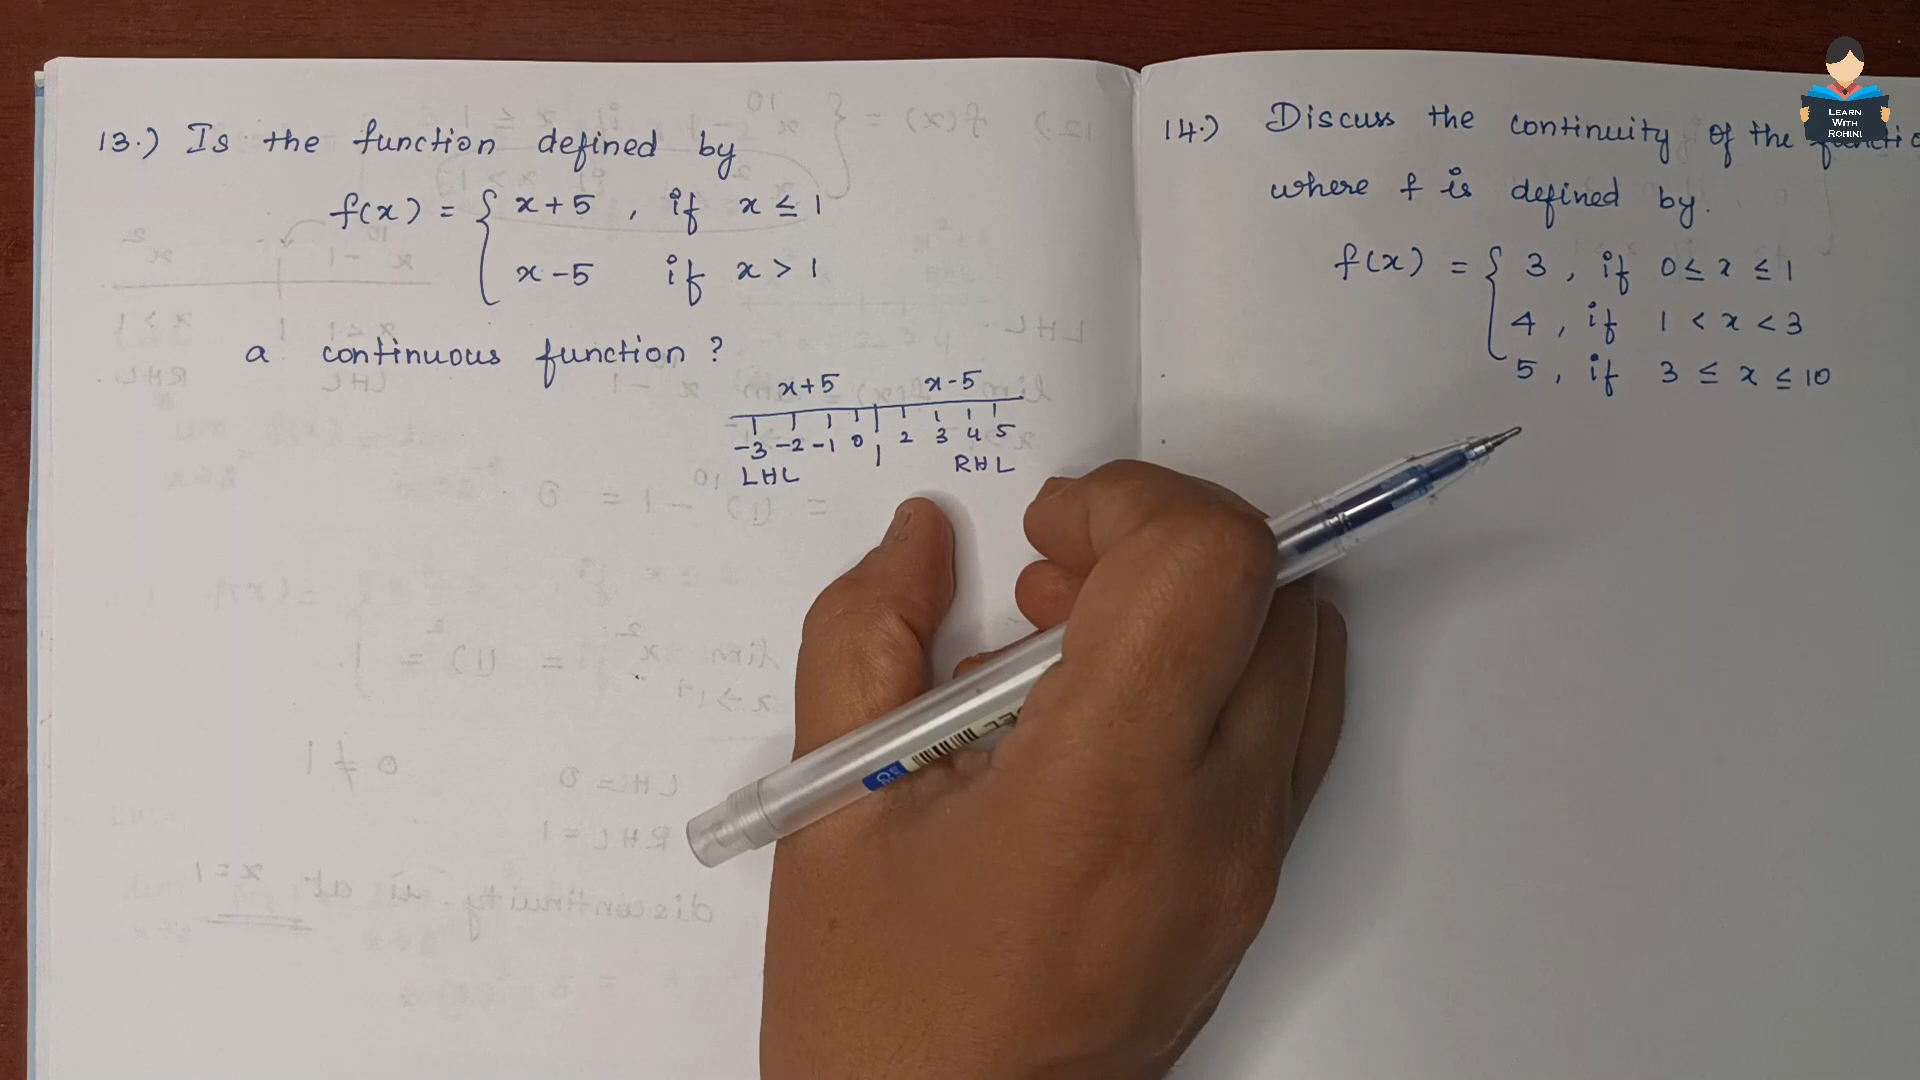 13.) Is the function defined by
f(x) = { x+5 , if x ≤ 1
x-5 if x > 1
a continuous function ?
x+5 x-5
-3 -2 -1 0 1 2 3 4 5
LHL RHL
14.) Discuss the continuity of the functio
where f is defined by.
f(x) = { 3 , if 0 ≤ x ≤ 1
4 , if 1 < x < 3
5 , if 3 ≤ x ≤ 10
LEARN
WITH
ROHINI